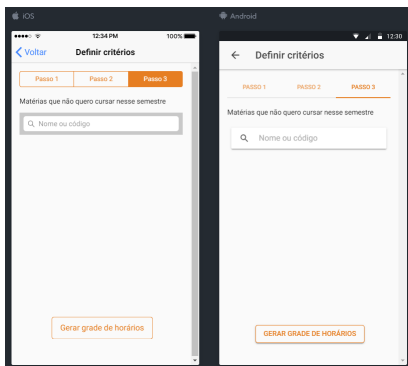 iOS
12:34 PM
100%
Voltar
Definir critérios
Passo 1
Passo 2
Passo 3
Matérias que não quero cursar nesse semestre
Nome ou código
Gerar grade de horários
Android
12:30
Definir critérios
PASSO 1
PASSO 2
PASSO 3
Matérias que não quero cursar nesse semestre
Nome ou código
GERAR GRADE DE HORÁRIOS